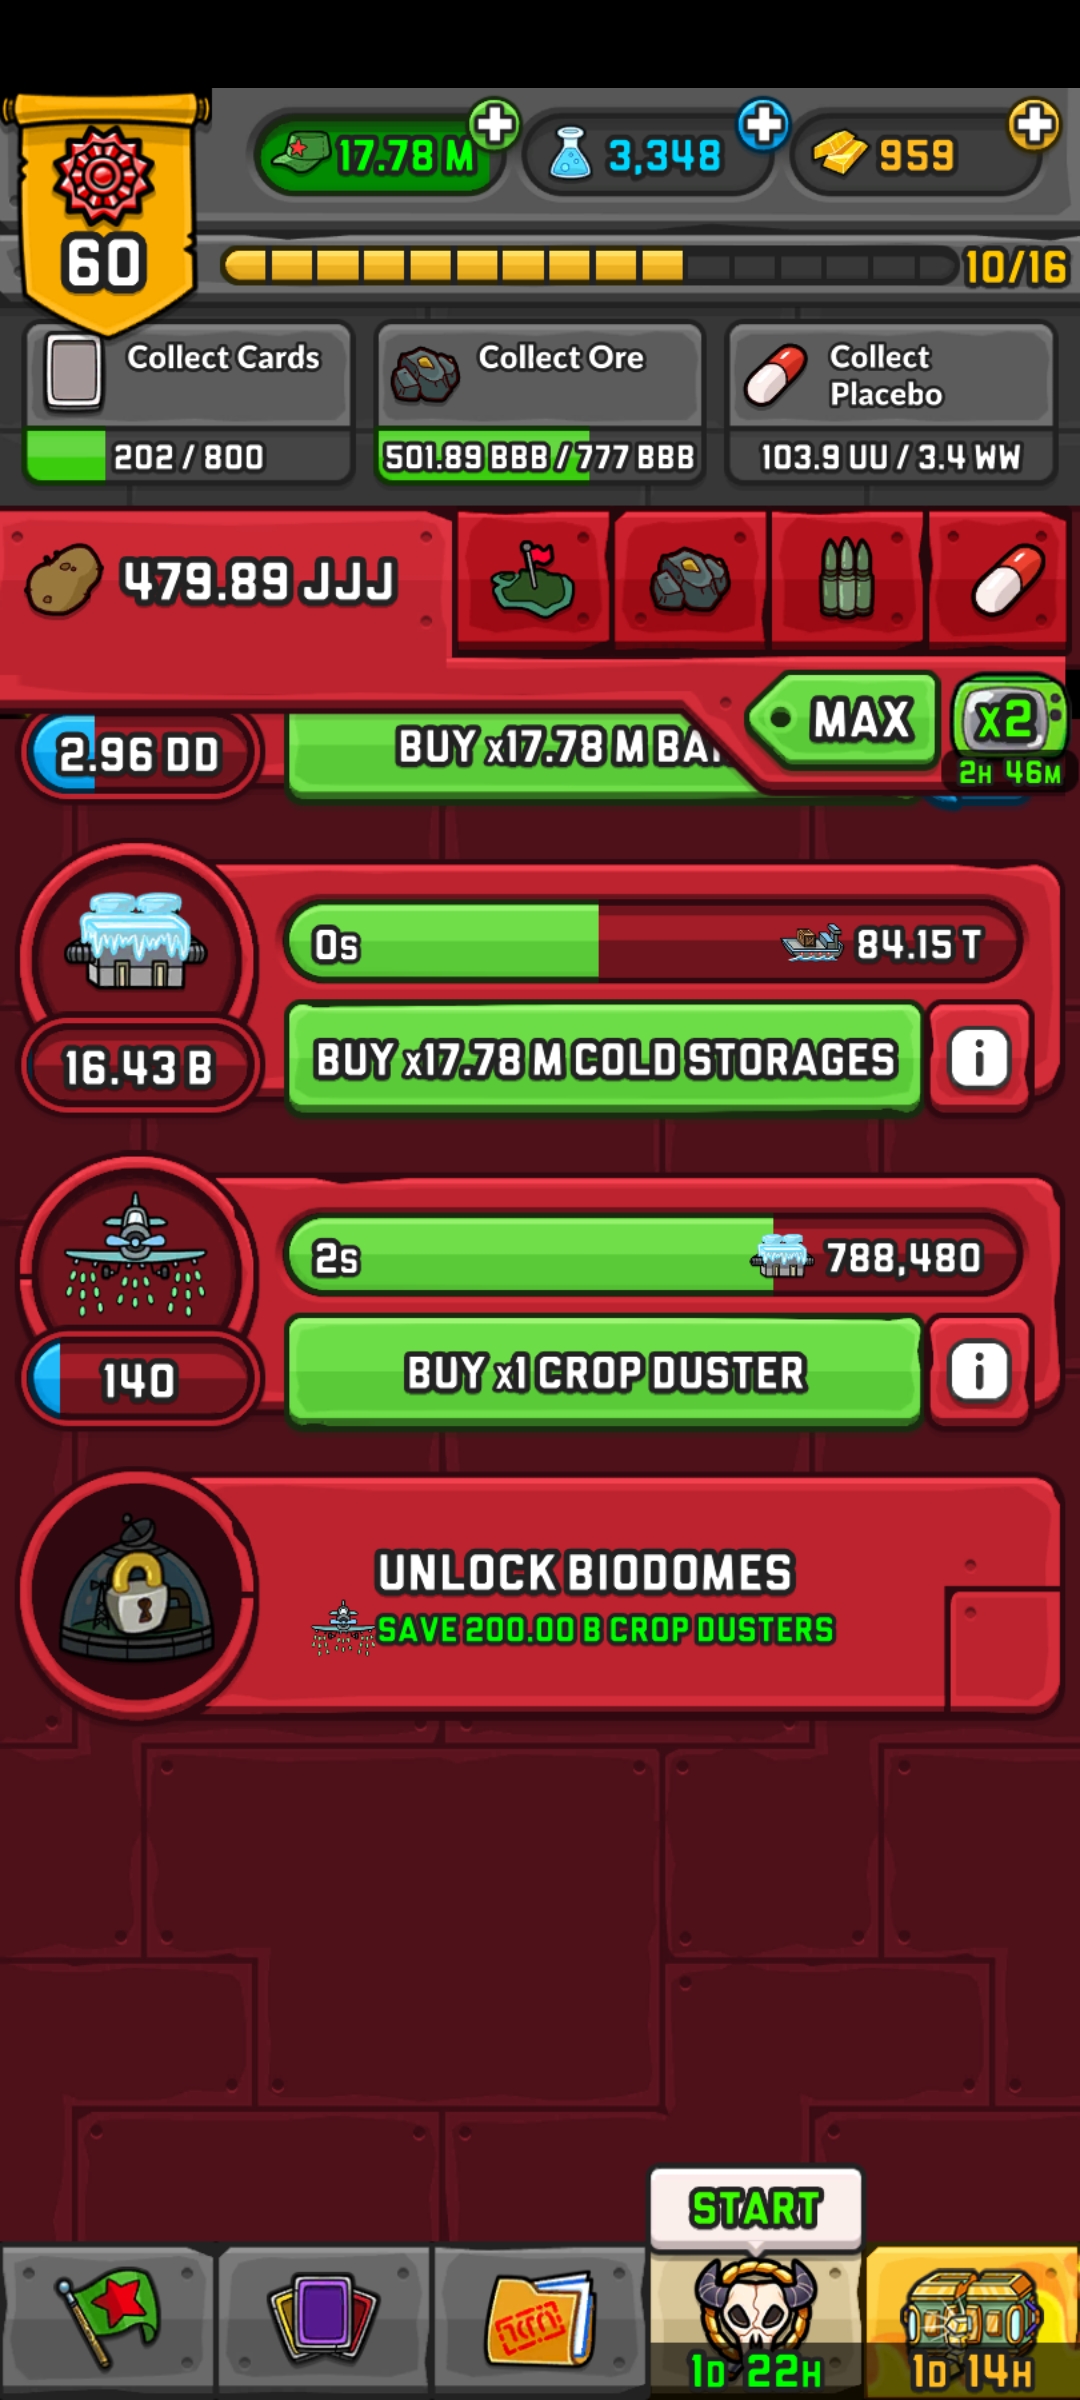 17.78 M
3,348
959
60
10/16
Collect Cards
202 / 800
Collect Ore
501.89 BBB / 777 BBB
Collect
Placebo
103.9 UU / 3.4 WW
479.89 JJJ
MAX
x2
2H 46M
2.96 DD
BUY x17.78 M
0s
84.15 T
16.43 B
BUY x17.78 M COLD STORAGES
i
2s
788,480
140
BUY x1 CROP DUSTER
i
UNLOCK BIODOMES
SAVE 200.00 B CROP DUSTERS
START
1D 22H
1D 14H